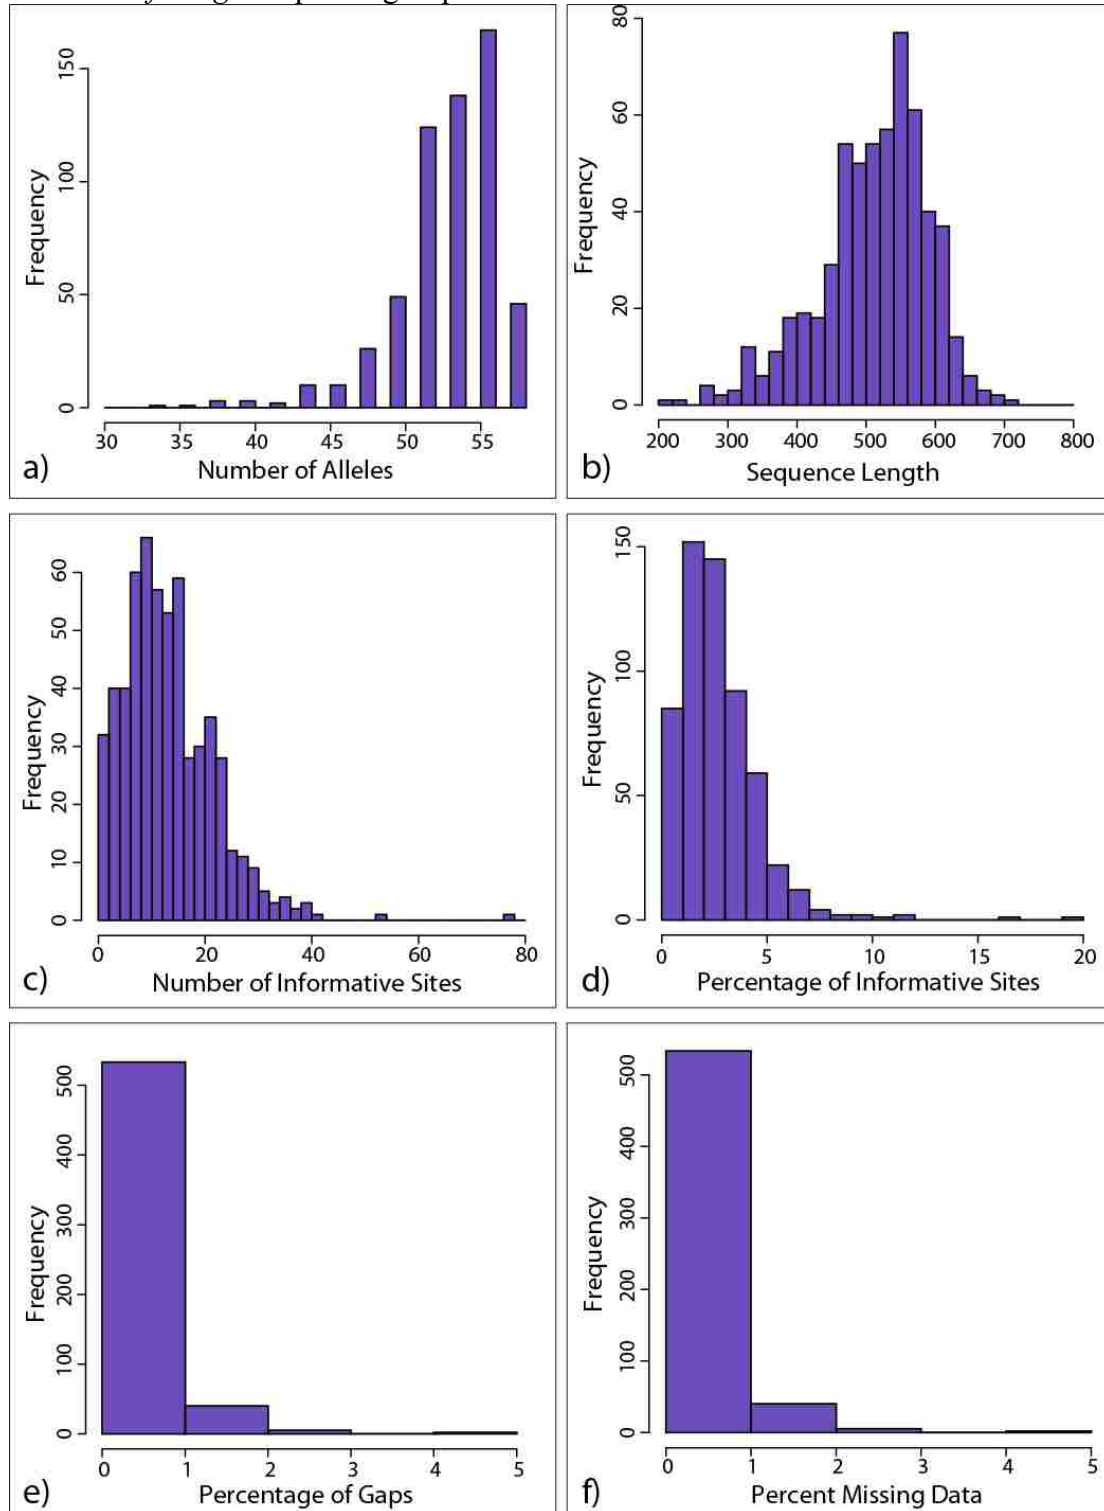 Frequency
0 50 100 150
30 35 40 45 50 55
a) Number of Alleles
Frequency
0 20 40 60 80
200 300 400 500 600 700 800
b) Sequence Length
Frequency
0 10 20 30 40 50 60
0 20 40 60 80
c) Number of Informative Sites
Frequency
0 50 100 150
0 5 10 15 20
d) Percentage of Informative Sites
Frequency
0 100 200 300 400 500
0 1 2 3 4 5
e) Percentage of Gaps
Frequency
0 100 200 300 400 500
0 1 2 3 4 5
f) Percent Missing Data